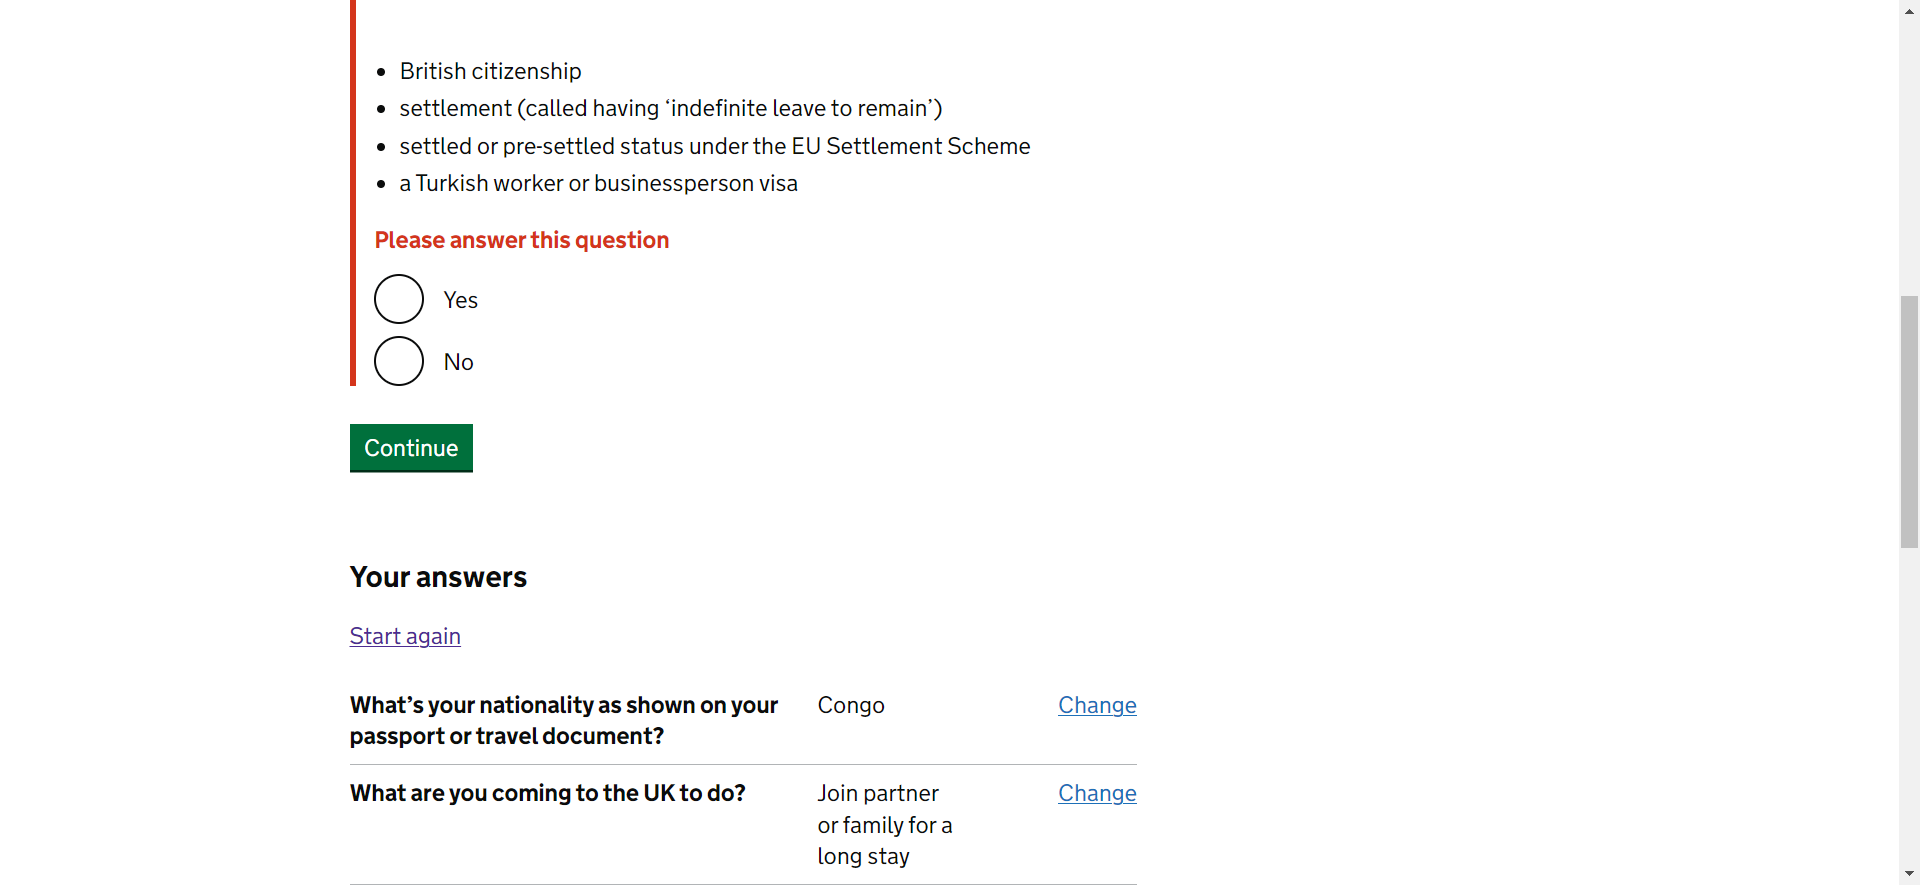 British citizenship
settlement (called having ‘indefinite leave to remain’)
settled or pre-settled status under the EU Settlement Scheme
a Turkish worker or businessperson visa
Please answer this question
Yes
No
Continue
Your answers
Start again
What’s your nationality as shown on your
passport or travel document?
Congo
Change
What are you coming to the UK to do?
Join partner
or family for a
long stay
Change